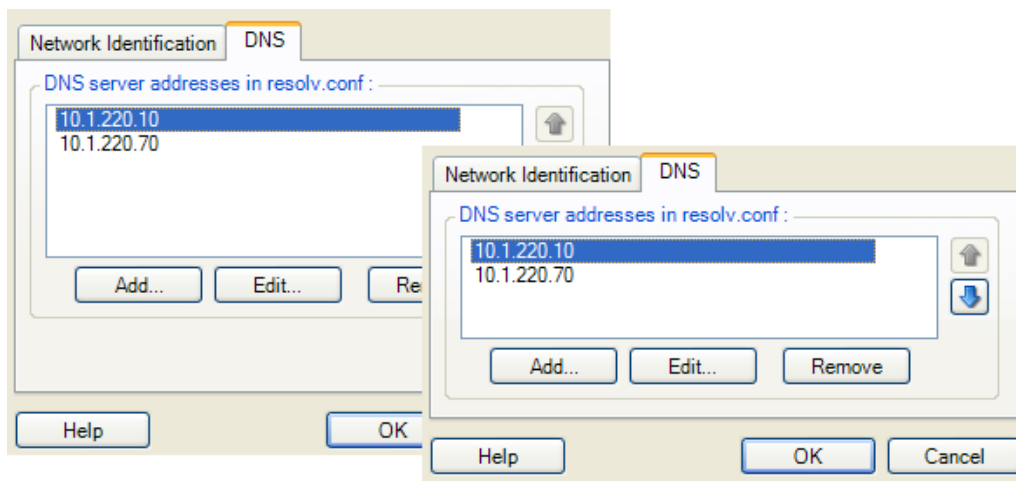 Network Identification DNS
DNS server addresses in resolv.conf :
10.1.220.10
10.1.220.70
Add... Edit... Re
Help OK
Network Identification DNS
DNS server addresses in resolv.conf :
10.1.220.10
10.1.220.70
Add... Edit... Remove
Help OK Cancel